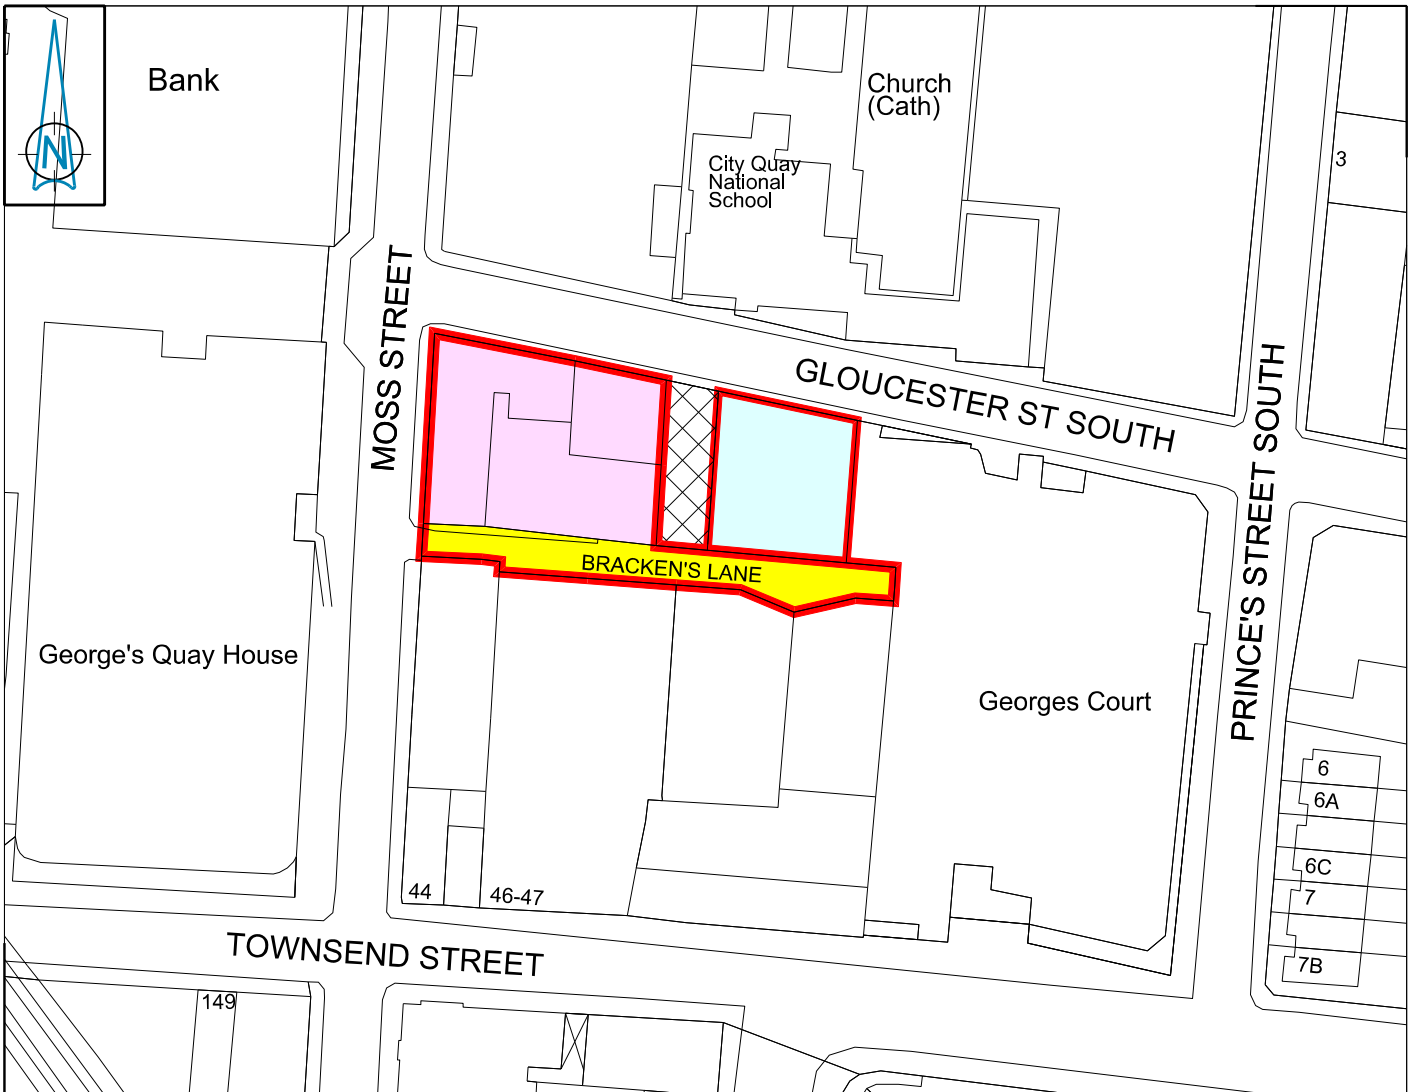 N
Bank
Church
(Cath)
City Quay
National
School
3
MOSS STREET
GLOUCESTER ST SOUTH
PRINCE'S STREET SOUTH
BRACKEN'S LANE
George's Quay House
Georges Court
6
6A
6C
7
7B
44
46-47
TOWNSEND STREET
149